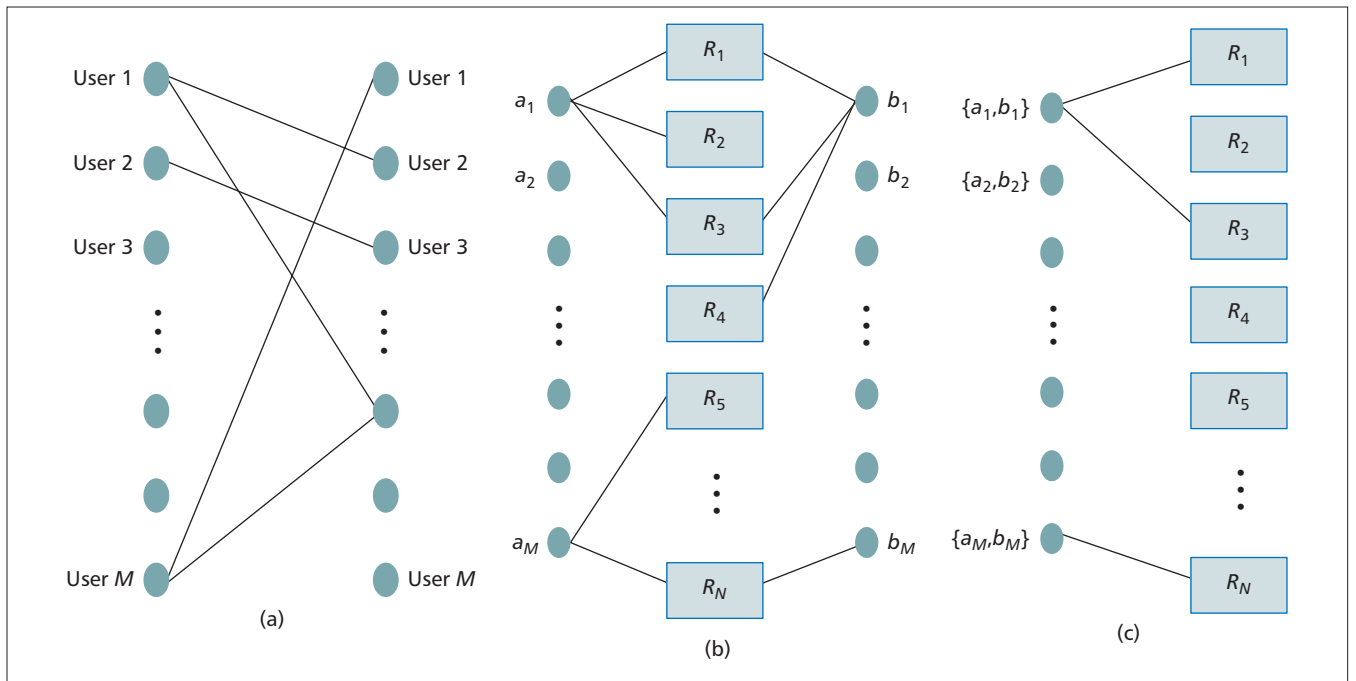 User 1
User 2
User 3
User M
User 1
User 2
User 3
User M
(a)
a1
a2
aM
R1
R2
R3
R4
R5
RN
b1
b2
bM
(b)
{a1,b1}
{a2,b2}
{aM,bM}
R1
R2
R3
R4
R5
RN
(c)